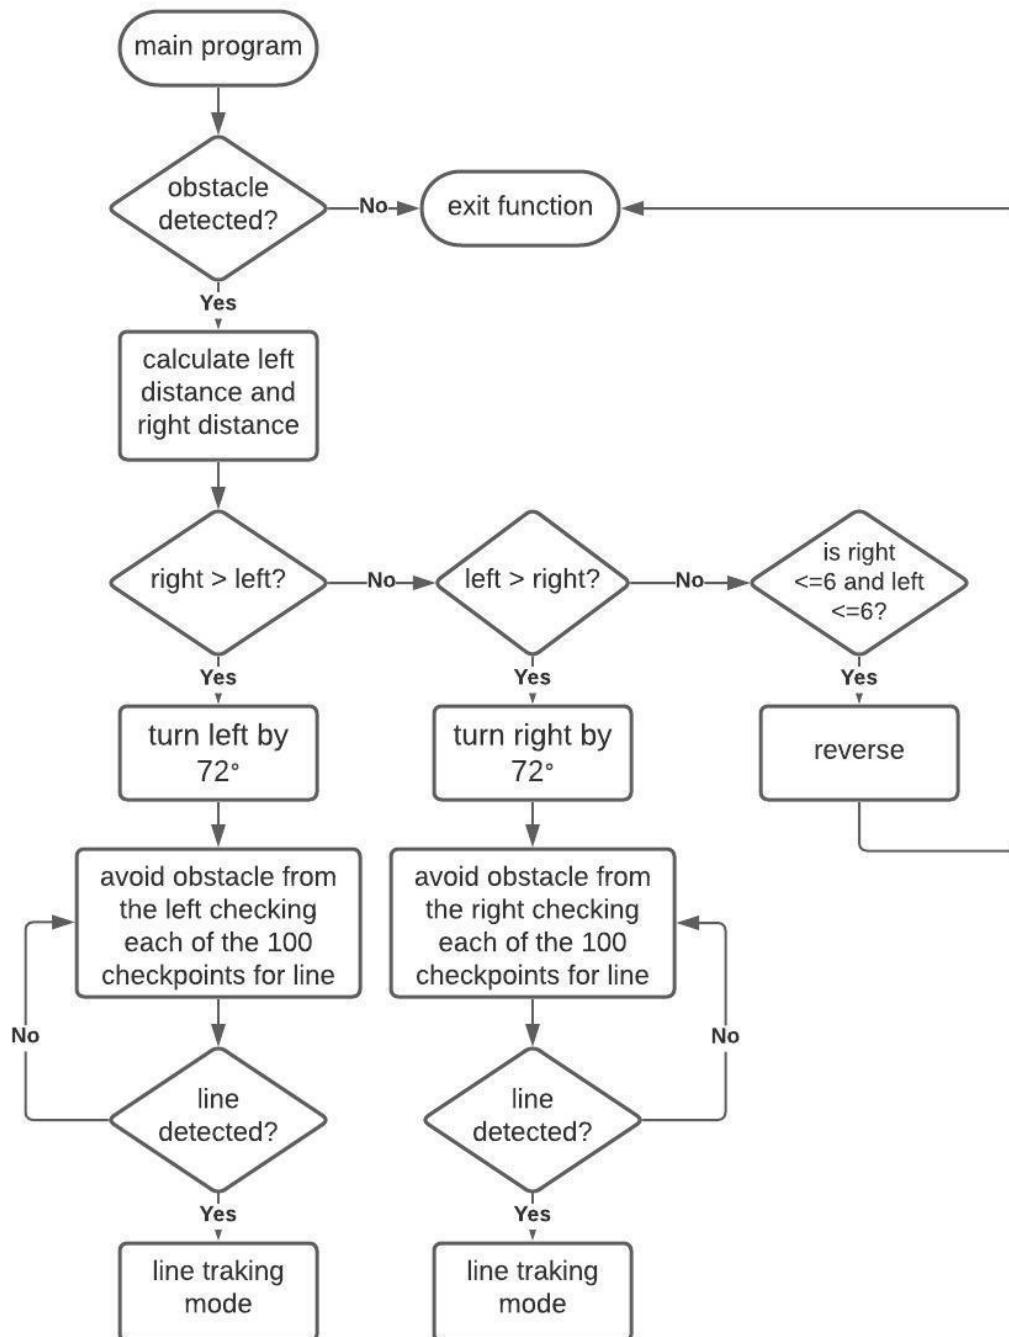 main program
obstacle
detected?
No
exit function
Yes
calculate left
distance and
right distance
right > left?
No
left > right?
No
is right
<=6 and left
<=6?
Yes
Yes
Yes
turn left by
72°
turn right by
72°
reverse
avoid obstacle from
the left checking
each of the 100
checkpoints for line
avoid obstacle from
the right checking
each of the 100
checkpoints for line
No
No
line
detected?
line
detected?
Yes
Yes
line traking
mode
line traking
mode